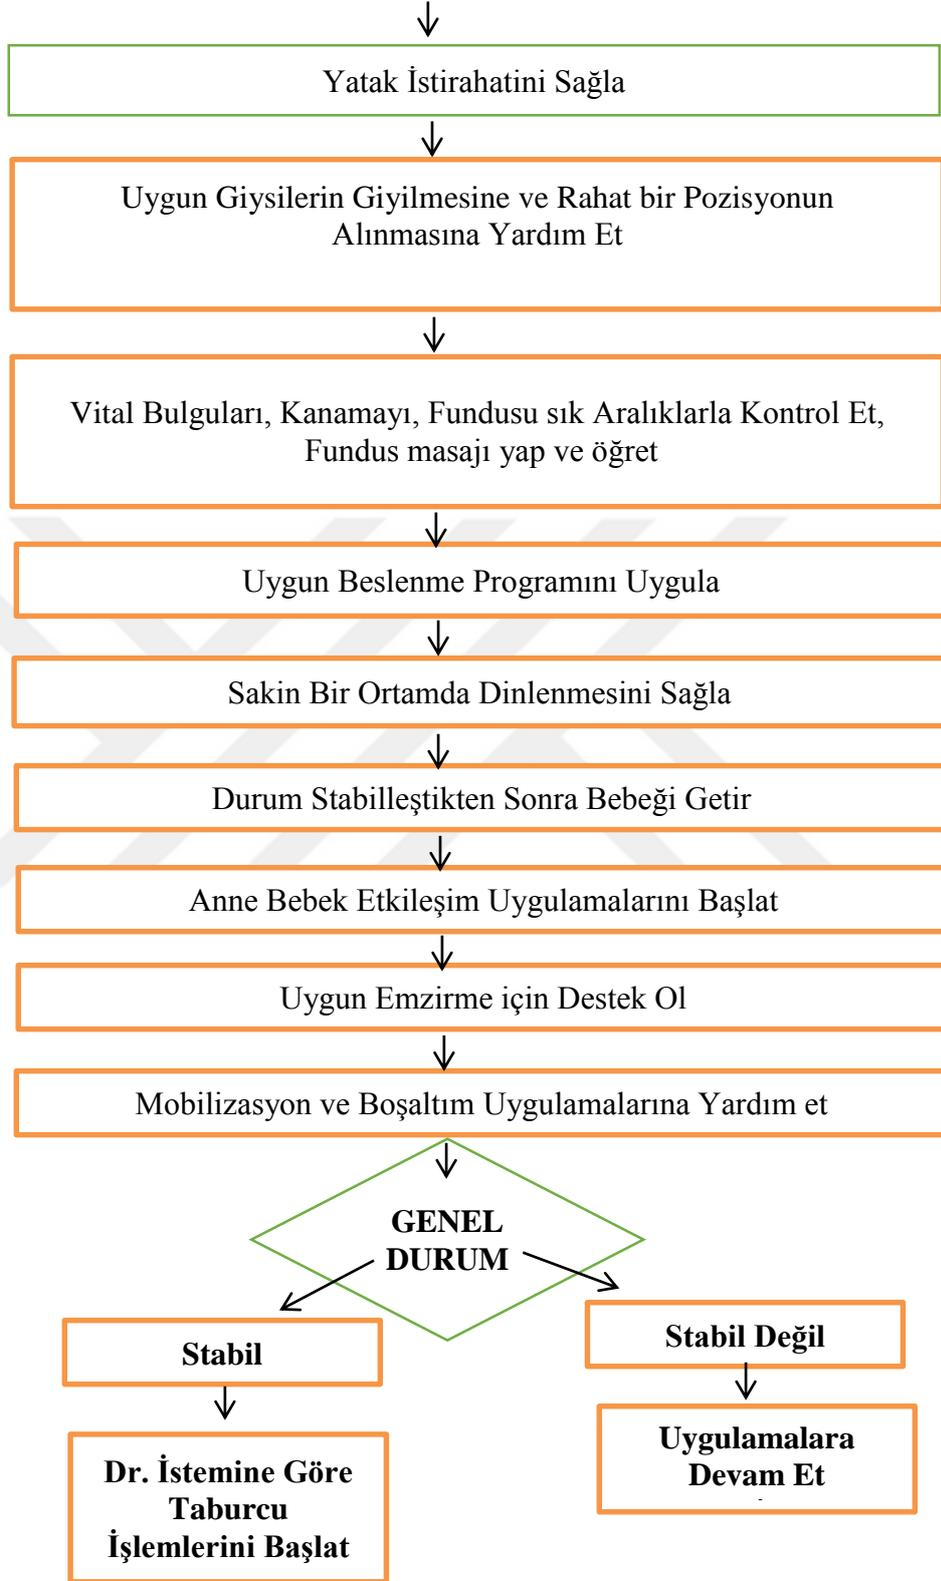 Yatak İstirahatini Sağla
Uygun Giysilerin Giyilmesine ve Rahat bir Pozisyonun
Alınmasına Yardım Et
Vital Bulguları, Kanamayı, Fundusu sık Aralıklarla Kontrol Et,
Fundus masajı yap ve öğret
Uygun Beslenme Programını Uygula
Sakin Bir Ortamda Dinlenmesini Sağla
Durum Stabilleştikten Sonra Bebeği Getir
Anne Bebek Etkileşim Uygulamalarını Başlat
Uygun Emzirme için Destek Ol
Mobilizasyon ve Boşaltım Uygulamalarına Yardım et
GENEL
DURUM
Stabil
Stabil Değil
Dr. İstemine Göre
Taburcu
İşlemlerini Başlat
Uygulamalara
Devam Et